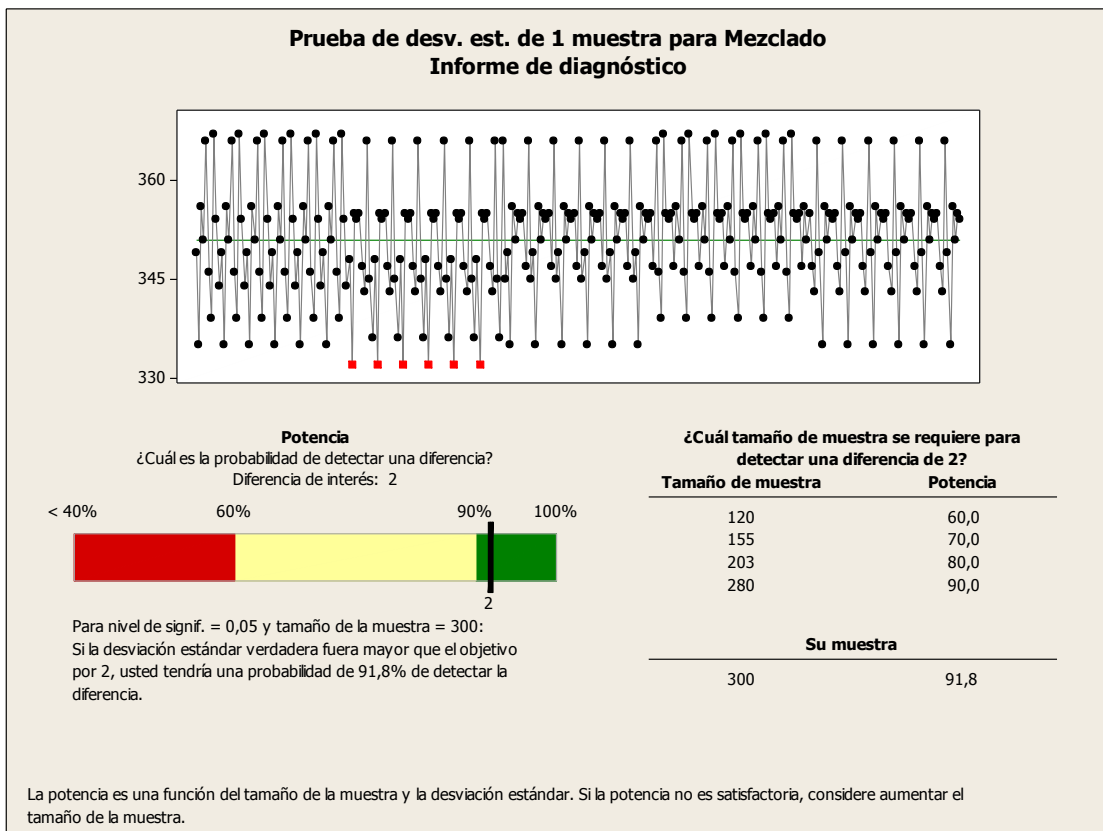 Prueba de desv. est. de 1 muestra para Mezclado
Informe de diagnóstico
360
345
330
Potencia
¿Cuál es la probabilidad de detectar una diferencia?
Diferencia de interés: 2
< 40% 60% 90% 100%
2
Para nivel de signif. = 0,05 y tamaño de la muestra = 300:
Si la desviación estándar verdadera fuera mayor que el objetivo
por 2, usted tendría una probabilidad de 91,8% de detectar la
diferencia.
¿Cuál tamaño de muestra se requiere para
detectar una diferencia de 2?
Tamaño de muestra Potencia
120 60,0
155 70,0
203 80,0
280 90,0
Su muestra
300 91,8
La potencia es una función del tamaño de la muestra y la desviación estándar. Si la potencia no es satisfactoria, considere aumentar el
tamaño de la muestra.